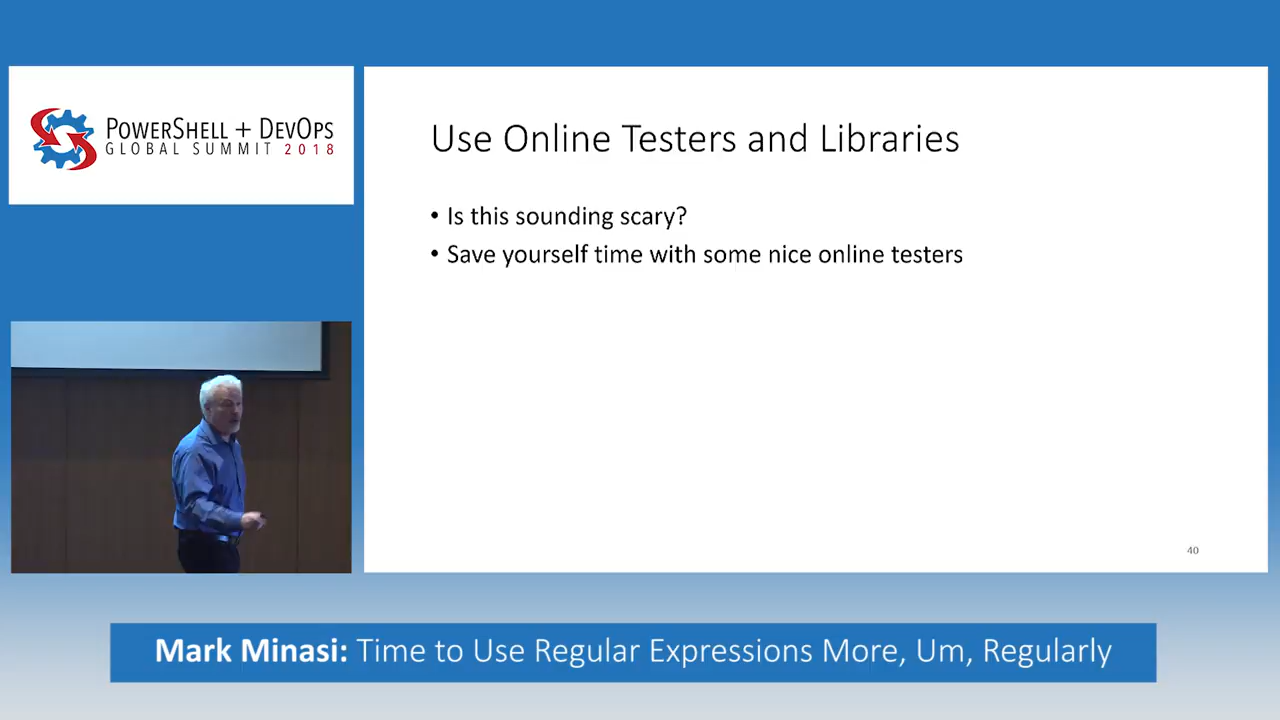 POWERSHELL + DEVOPS
GLOBAL SUMMIT 2018
Use Online Testers and Libraries
• Is this sounding scary?
• Save yourself time with some nice online testers
40
Mark Minasi: Time to Use Regular Expressions More, Um, Regularly